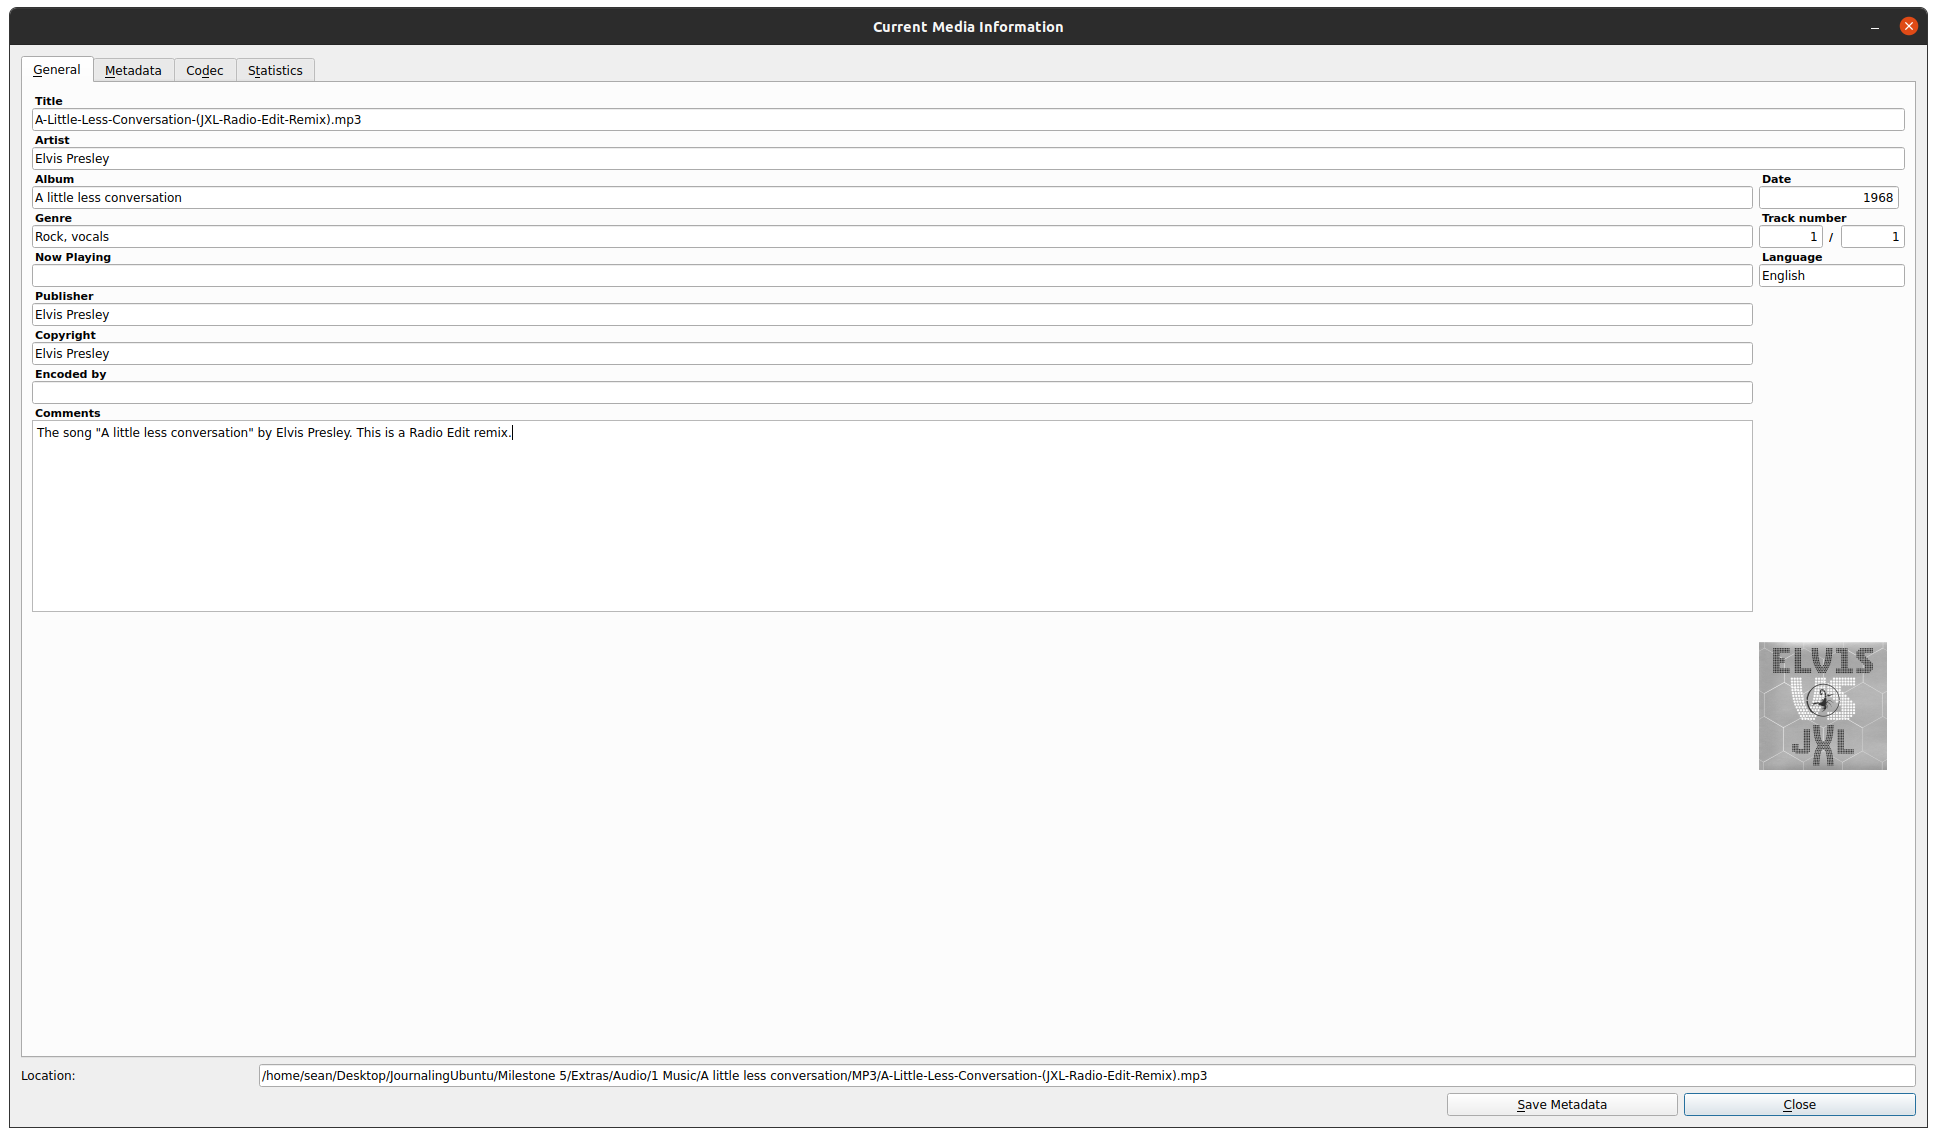 Current Media Information
General Metadata Codec Statistics
Title
A-Little-Less-Conversation-(JXL-Radio-Edit-Remix).mp3
Artist
Elvis Presley
Album Date
A little less conversation 1968
Genre Track number
Rock, vocals 1 / 1
Now Playing Language
English
Publisher
Elvis Presley
Copyright
Elvis Presley
Encoded by
Comments
The song "A little less conversation" by Elvis Presley. This is a Radio Edit remix.
ELVIS
VS
JXL
Location: /home/sean/Desktop/JournalingUbuntu/Milestone 5/Extras/Audio/1 Music/A little less conversation/MP3/A-Little-Less-Conversation-(JXL-Radio-Edit-Remix).mp3
Save Metadata Close